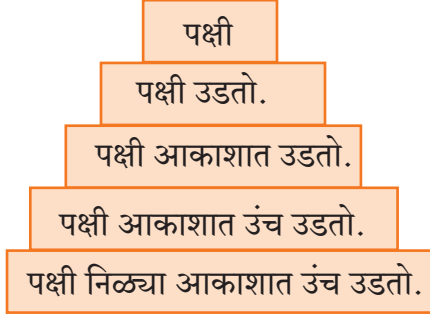 पक्षी
पक्षी उडतो.
पक्षी आकाशात उडतो.
पक्षी आकाशात उंच उडतो.
पक्षी निळ्या आकाशात उंच उडतो.